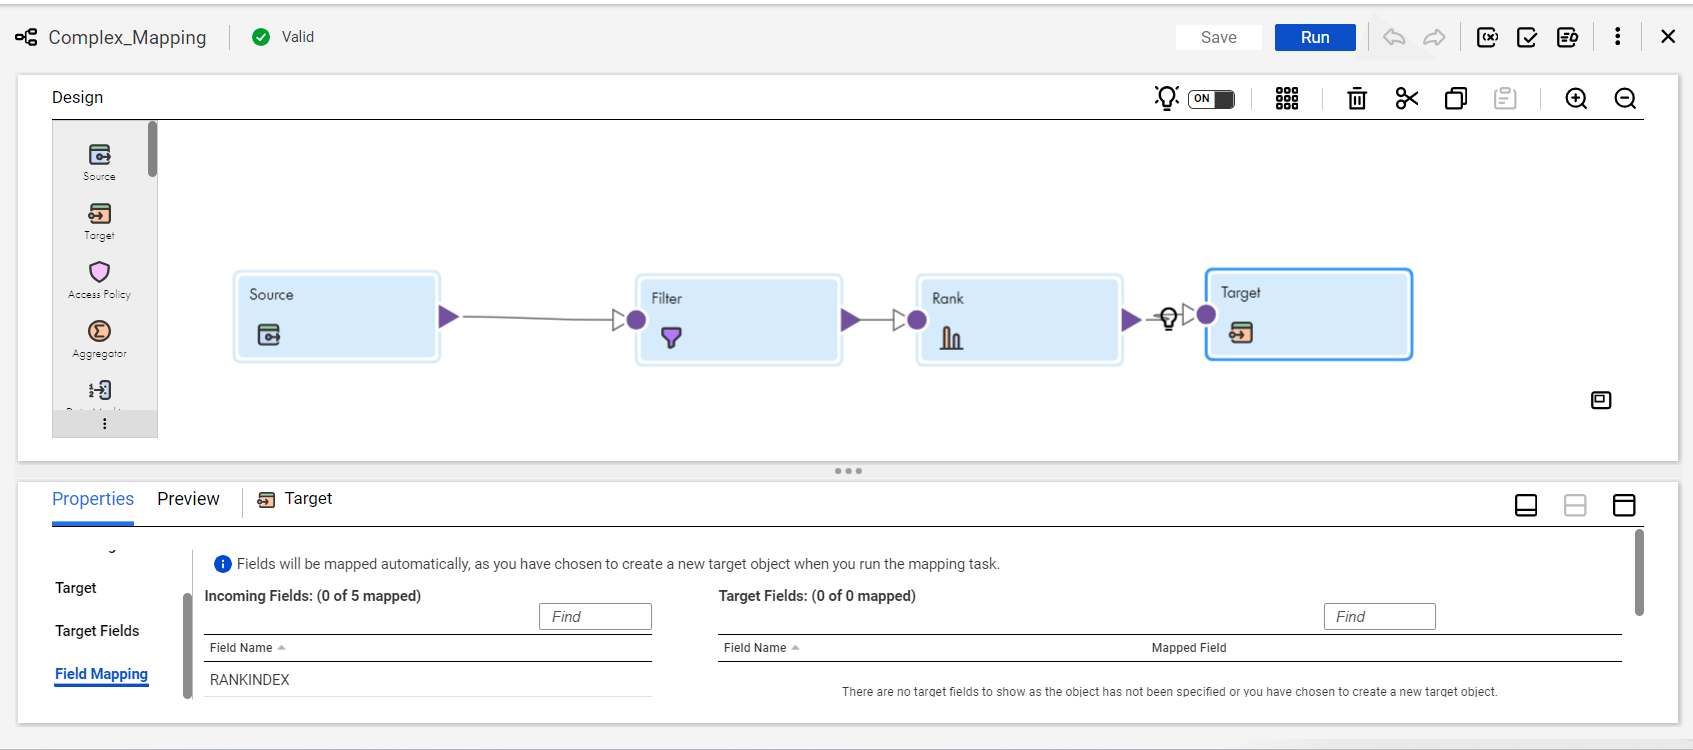 Complex_Mapping
Valid
Save
Run
Design
ON
Source
Target
Access Policy
Aggregator
Source
Filter
Rank
Target
Properties
Preview
Target
Target
Target Fields
Field Mapping
Fields will be mapped automatically, as you have chosen to create a new target object when you run the mapping task.
Incoming Fields: (0 of 5 mapped)
Find
Field Name
RANKINDEX
Target Fields: (0 of 0 mapped)
Find
Field Name
Mapped Field
There are no target fields to show as the object has not been specified or you have chosen to create a new target object.